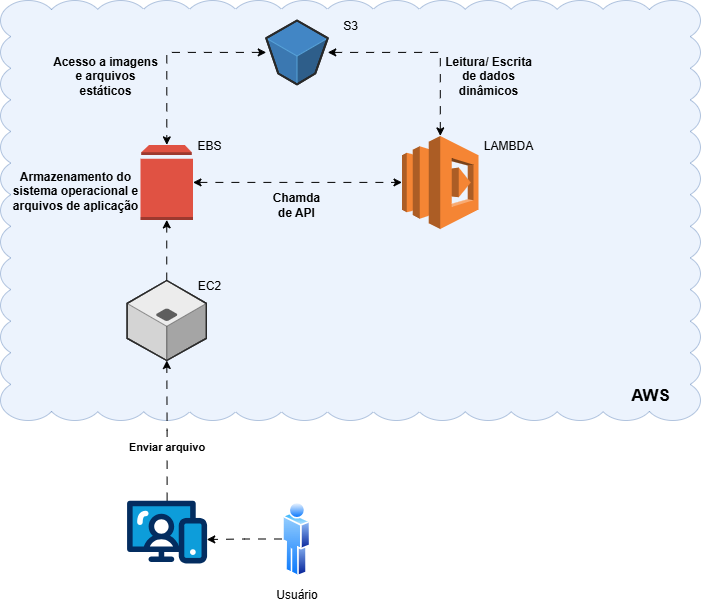 S3
Acesso a imagens
e arquivos
estáticos
Leitura/ Escrita
de dados
dinâmicos
EBS
LAMBDA
Armazenamento do
sistema operacional e
arquivos de aplicação
Chamda
de API
EC2
AWS
Enviar arquivo
Usuário